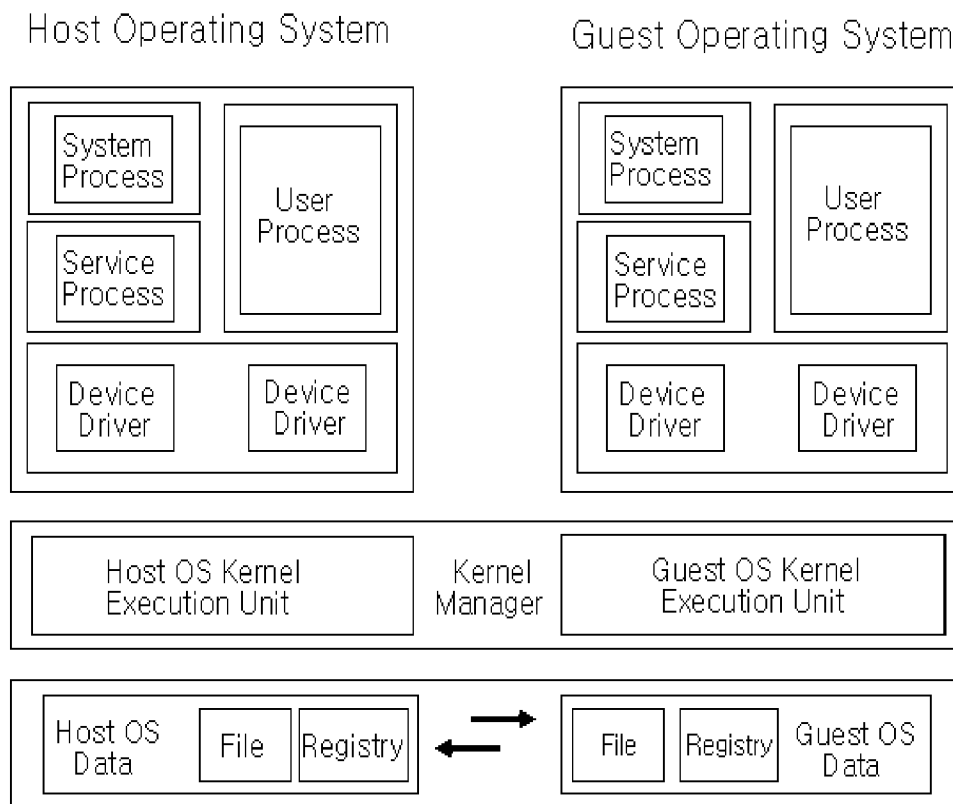 Host Operating System
Guest Operating System
System
Process
User
Process
Service
Process
Device
Driver
Device
Driver
System
Process
User
Process
Service
Process
Device
Driver
Device
Driver
Host OS Kernel
Execution Unit
Kernel
Manager
Guest OS Kernel
Execution Unit
Host OS
Data
File
Registry
File
Registry
Guest OS
Data